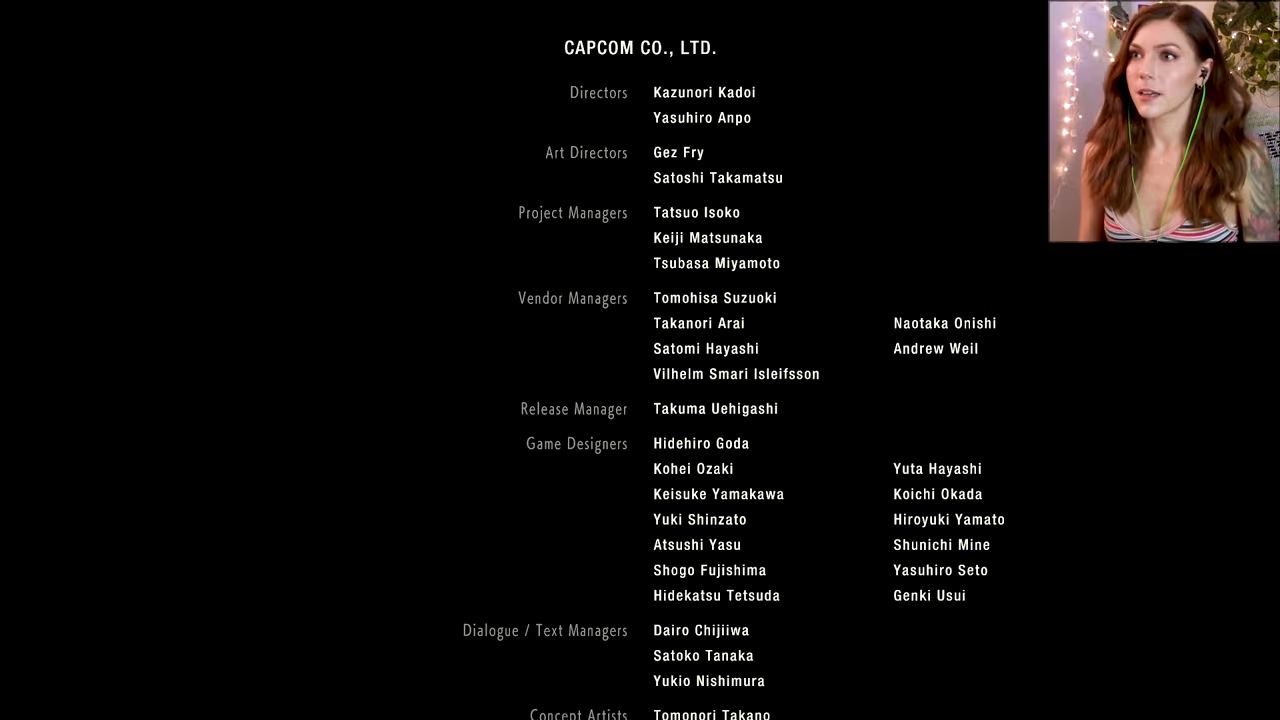 CAPCOM CO., LTD.
Directors Kazunori Kadoi
Yasuhiro Anpo
Art Directors Gez Fry
Satoshi Takamatsu
Project Managers Tatsuo Isoko
Keiji Matsunaka
Tsubasa Miyamoto
Vendor Managers Tomohisa Suzuoki
Takanori Arai Naotaka Onishi
Satomi Hayashi Andrew Weil
Vilhelm Smari Isleifsson
Release Manager Takuma Uehigashi
Game Designers Hidehiro Goda
Kohei Ozaki Yuta Hayashi
Keisuke Yamakawa Koichi Okada
Yuki Shinzato Hiroyuki Yamato
Atsushi Yasu Shunichi Mine
Shogo Fujishima Yasuhiro Seto
Hidekatsu Tetsuda Genki Usui
Dialogue / Text Managers Dairo Chijiiwa
Satoko Tanaka
Yukio Nishimura
Concept Artists Tomonori Takano